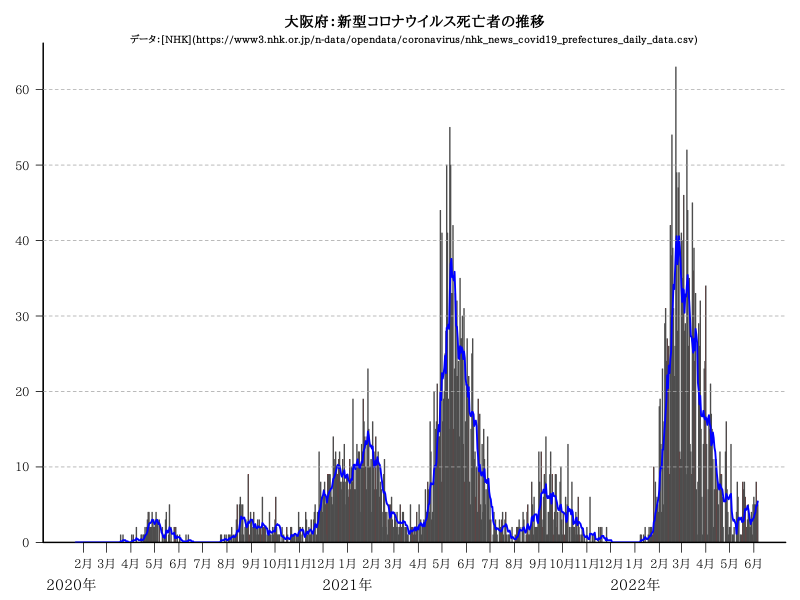 大阪府：新型コロナウイルス死亡者の推移
データ：[NHK](https://www3.nhk.or.jp/n-data/opendata/coronavirus/nhk_news_covid19_prefectures_daily_data.csv)
60
50
40
30
20
10
0
2月 3月 4月 5月 6月 7月 8月 9月 10月 11月 12月 1月 2月 3月 4月 5月 6月 7月 8月 9月 10月 11月 12月 1月 2月 3月 4月 5月 6月
2020年 2021年 2022年